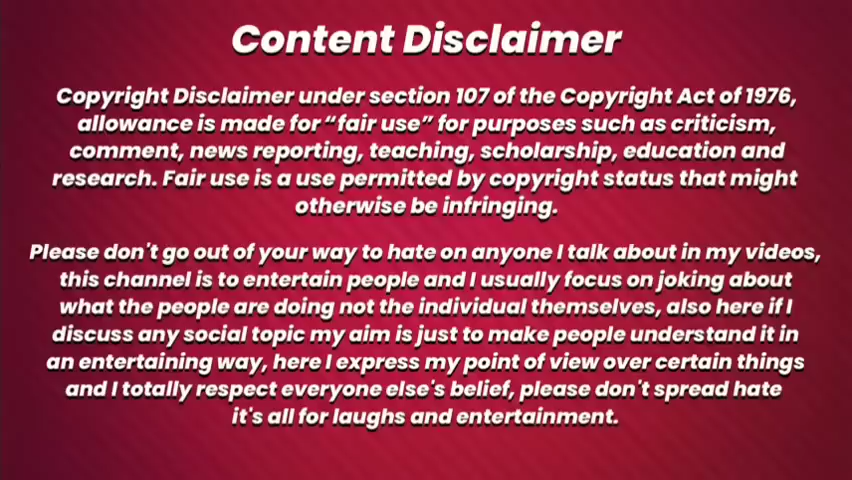 Content Disclaimer
Copyright Disclaimer under section 107 of the Copyright Act of 1976,
allowance is made for “fair use” for purposes such as criticism,
comment, news reporting, teaching, scholarship, education and
research. Fair use is a use permitted by copyright status that might
otherwise be infringing.
Please don't go out of your way to hate on anyone I talk about in my videos,
this channel is to entertain people and I usually focus on joking about
what the people are doing not the individual themselves, also here if I
discuss any social topic my aim is just to make people understand it in
an entertaining way, here I express my point of view over certain things
and I totally respect everyone else's belief, please don't spread hate
it's all for laughs and entertainment.